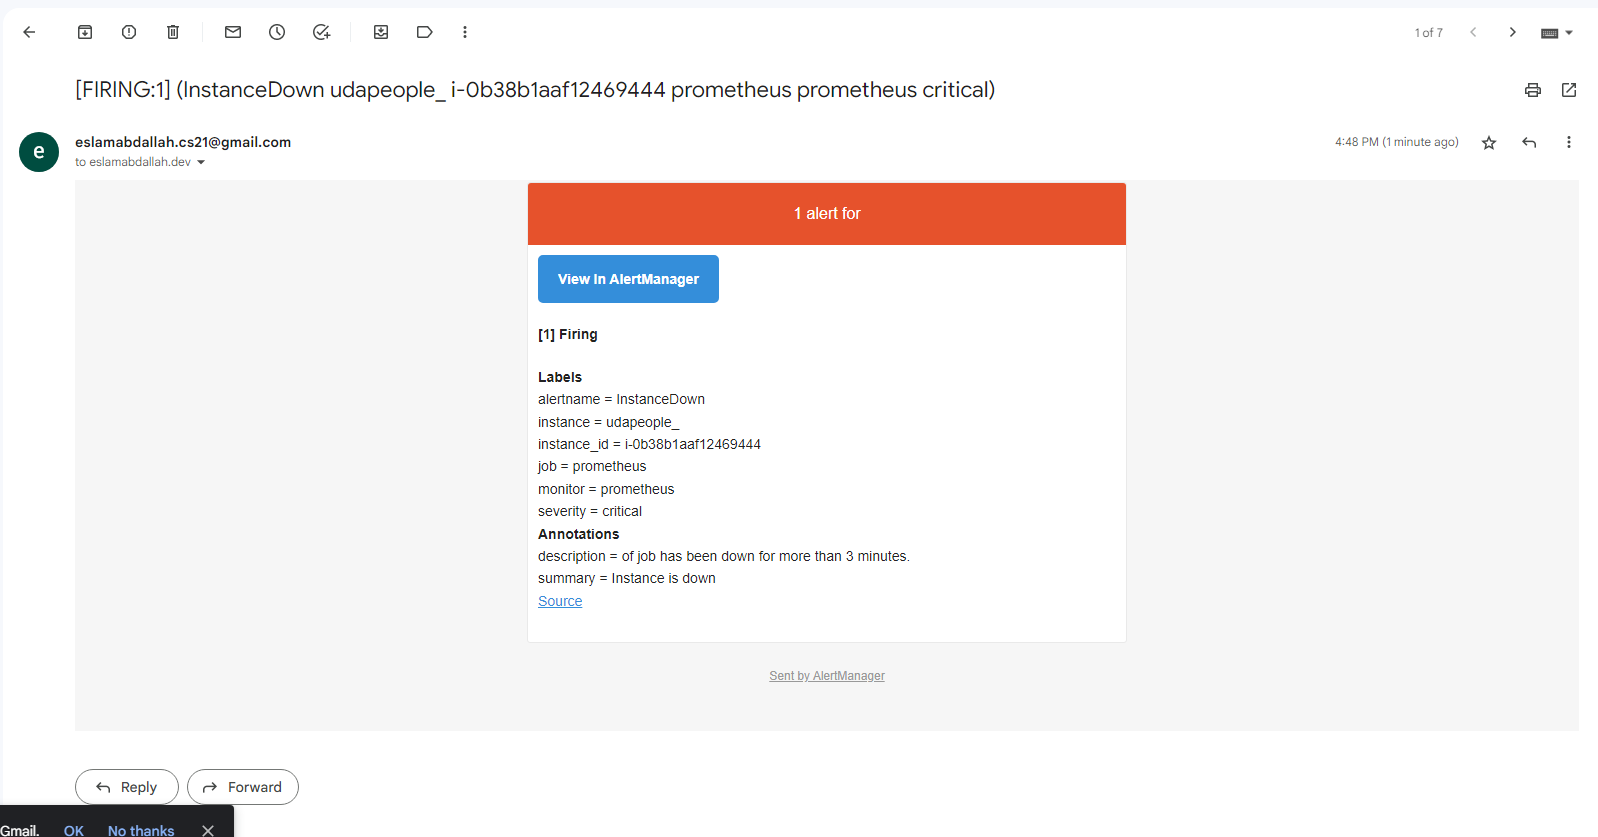 1 of 7
[FIRING:1] (InstanceDown udapeople_ i-0b38b1aaf12469444 prometheus prometheus critical)
e
eslamabdallah.cs21@gmail.com
4:48 PM (1 minute ago)
to eslamabdallah.dev
1 alert for
View in AlertManager
[1] Firing
Labels
alertname = InstanceDown
instance = udapeople_
instance_id = i-0b38b1aaf12469444
job = prometheus
monitor = prometheus
severity = critical
Annotations
description = of job has been down for more than 3 minutes.
summary = Instance is down
Source
Sent by AlertManager
Reply Forward
Gmail. OK No thanks